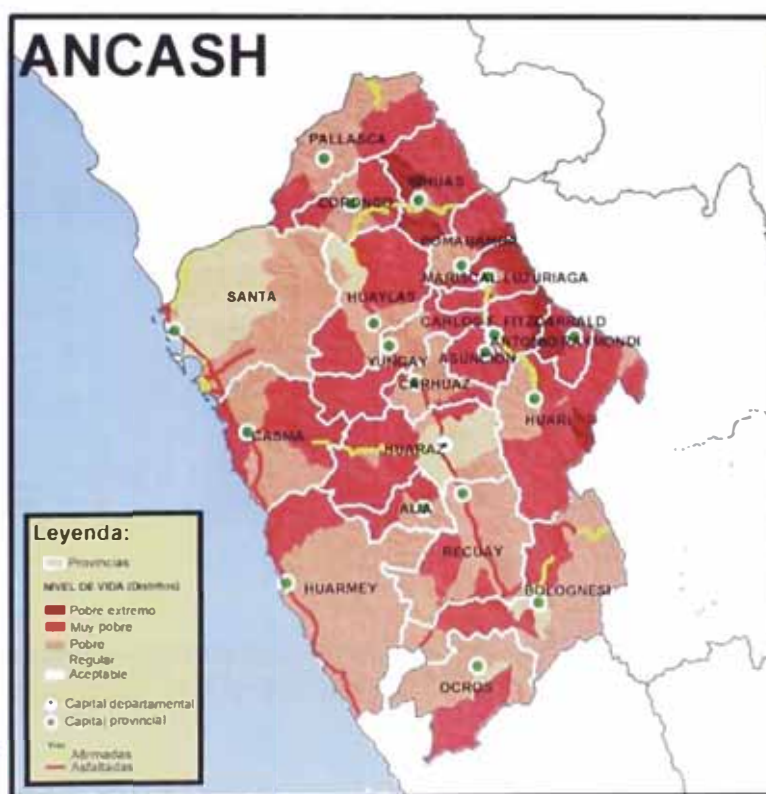 ANCASH
PALLASCA
SIHUAS
CORONGO
POMABAMBA
MARISCAL LUZURIAGA
SANTA
HUAYLAS
CARLOS F. FITZCARRALD
ANTONIO RAYMONDI
YUNGAY
ASUNCION
CARHUAZ
HUARI
CASMA
HUARAZ
AIJA
RECUAY
HUARMEY
BOLOGNESI
OCROS
Leyenda:
Provincias
NIVEL DE VIDA (Distritos)
Pobre extremo
Muy pobre
Pobre
Regular
Aceptable
Capital departamental
Capital provincial
Afirmadas
Asfaltadas